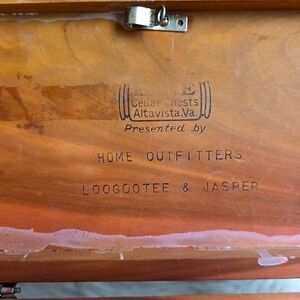 Cedar Chests
Altavista.Va.
Presented by
HOME OUTFITTERS
LOOGOOTEE & JASPER